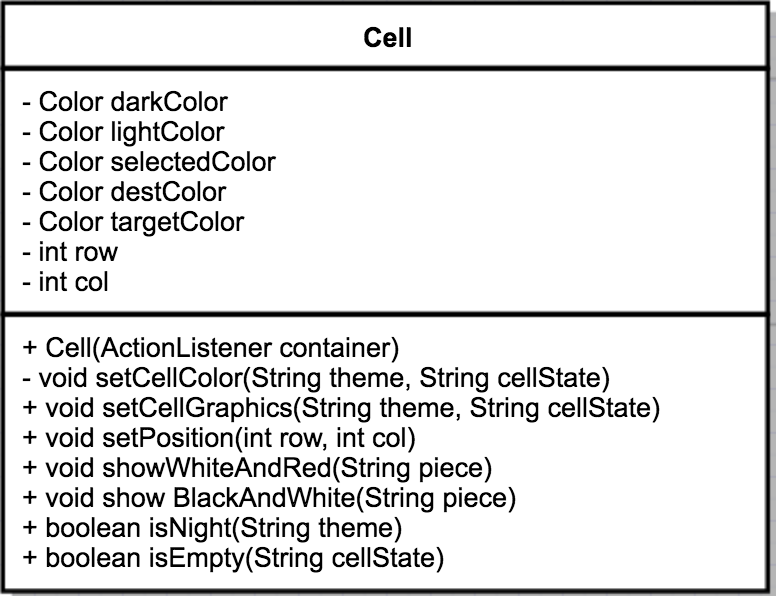 Cell
- Color darkColor
- Color lightColor
- Color selectedColor
- Color destColor
- Color targetColor
- int row
- int col
+ Cell(ActionListener container)
- void setCellColor(String theme, String cellState)
+ void setCellGraphics(String theme, String cellState)
+ void setPosition(int row, int col)
+ void showWhiteAndRed(String piece)
+ void show BlackAndWhite(String piece)
+ boolean isNight(String theme)
+ boolean isEmpty(String cellState)